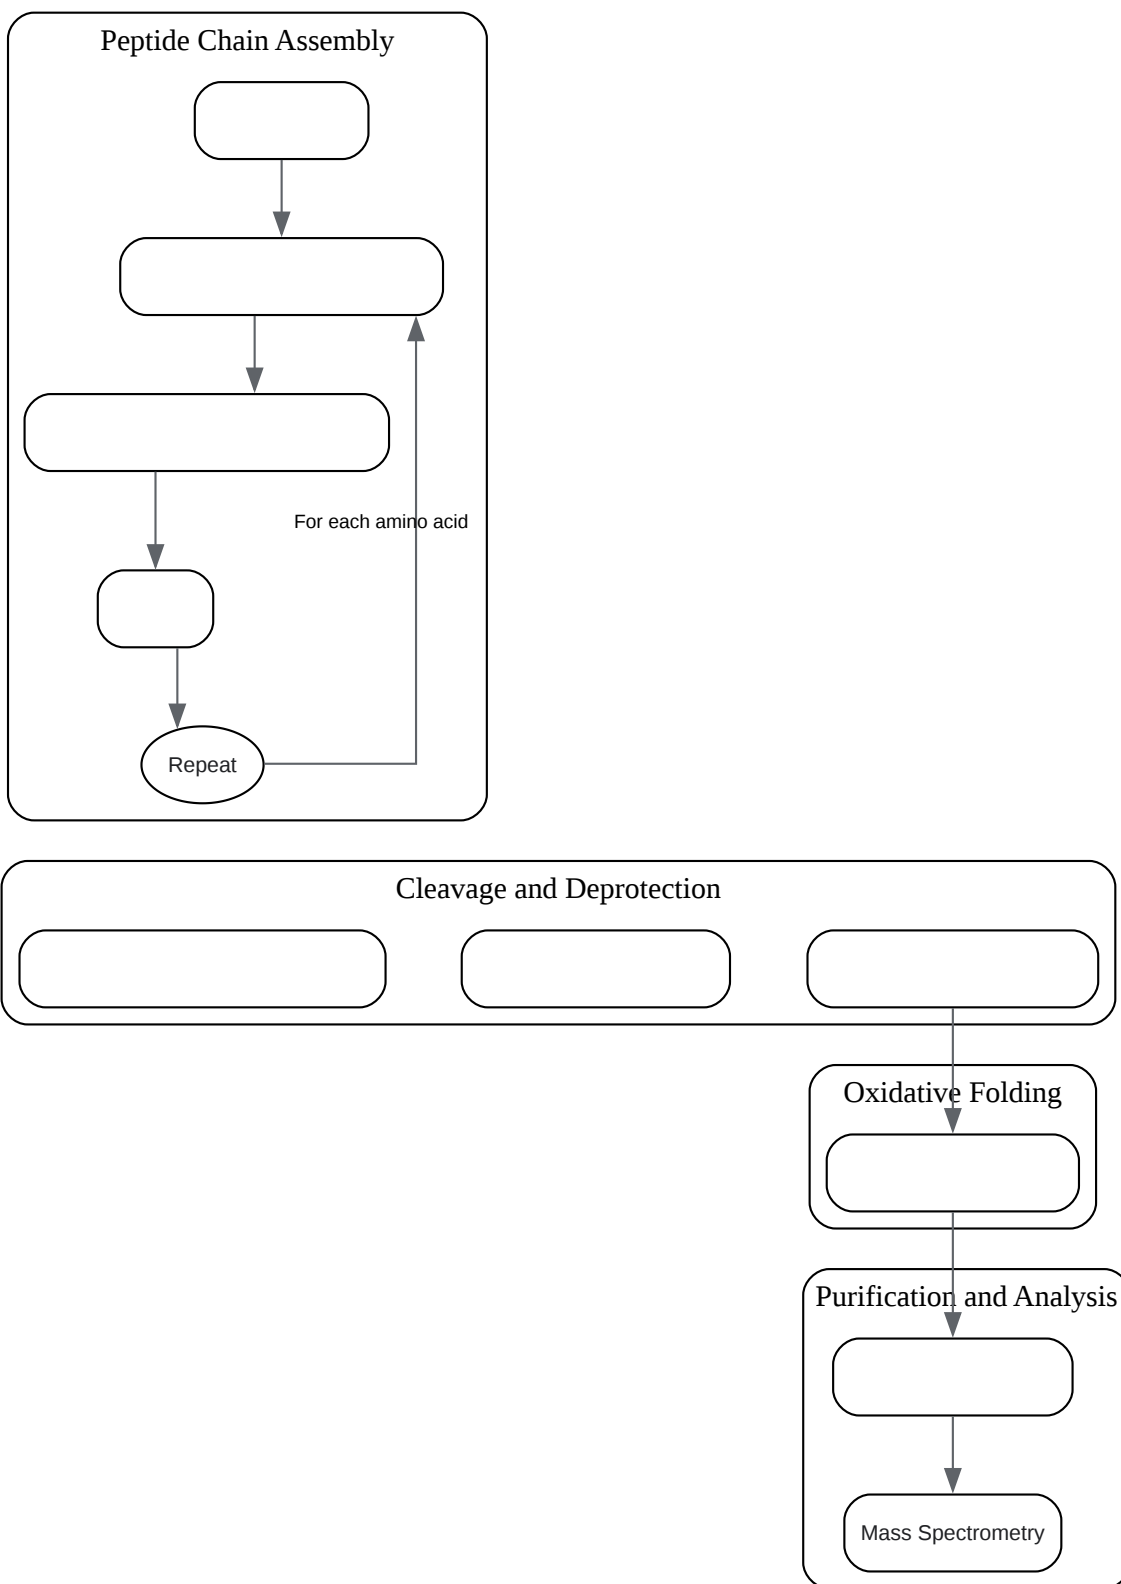 Peptide Chain Assembly
For each amino acid
Repeat
Cleavage and Deprotection
Oxidative Folding
Purification and Analysis
Mass Spectrometry